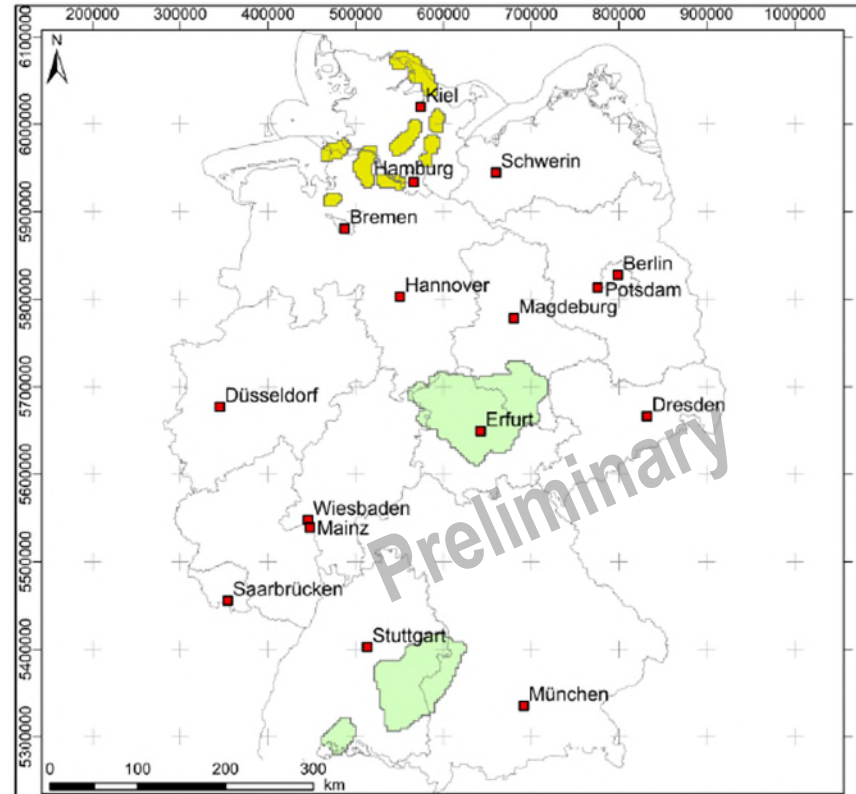 200000 300000 400000 500000 600000 700000 800000 900000 1000000
6100000
N
Kiel
6000000
Schwerin
Hamburg
5900000
Bremen
Berlin
Hannover
Potsdam
5800000
Magdeburg
5700000
Düsseldorf
Dresden
Erfurt
5600000
Preliminary
Wiesbaden
Mainz
5500000
Saarbrücken
Stuttgart
5400000
München
5300000
0 100 200 300
km